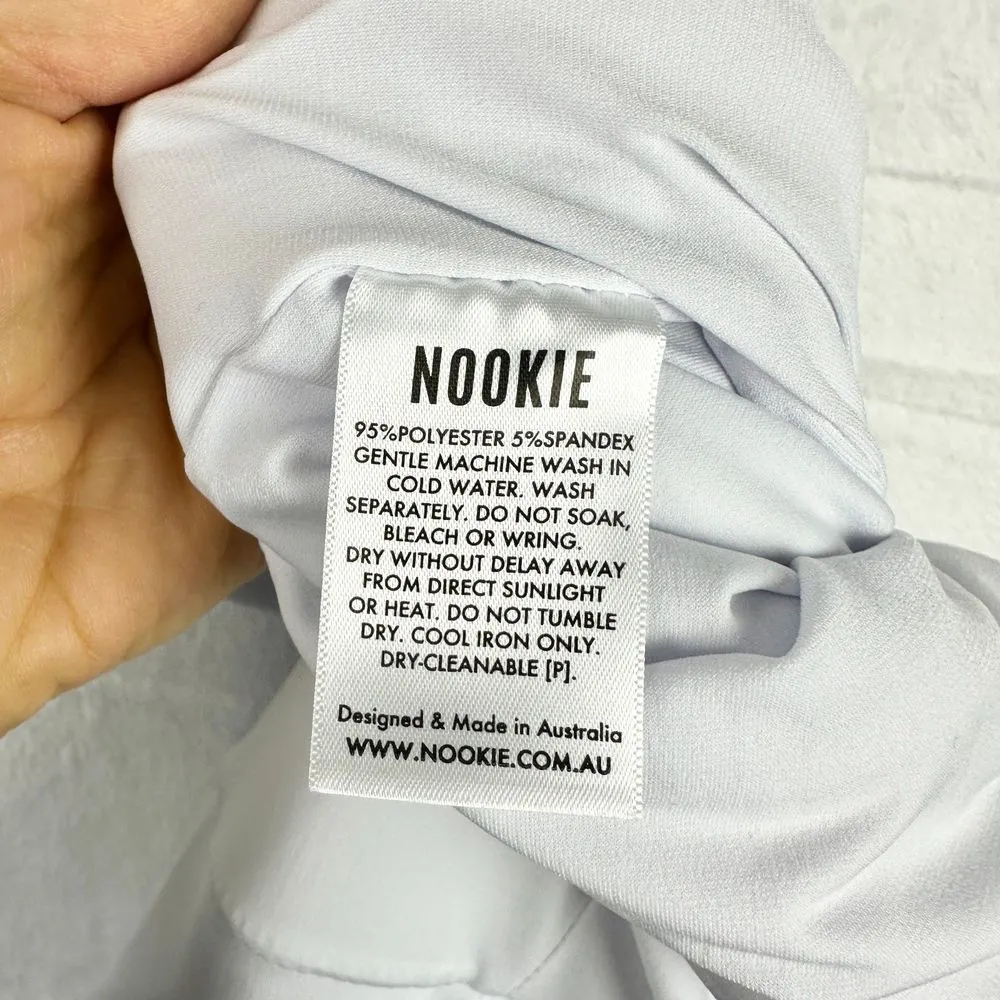 NOOKIE
95%POLYESTER 5%SPANDEX
GENTLE MACHINE WASH IN
COLD WATER. WASH
SEPARATELY. DO NOT SOAK,
BLEACH OR WRING.
DRY WITHOUT DELAY AWAY
FROM DIRECT SUNLIGHT
OR HEAT. DO NOT TUMBLE
DRY. COOL IRON ONLY.
DRY-CLEANABLE [P].
Designed & Made in Australia
WWW.NOOKIE.COM.AU